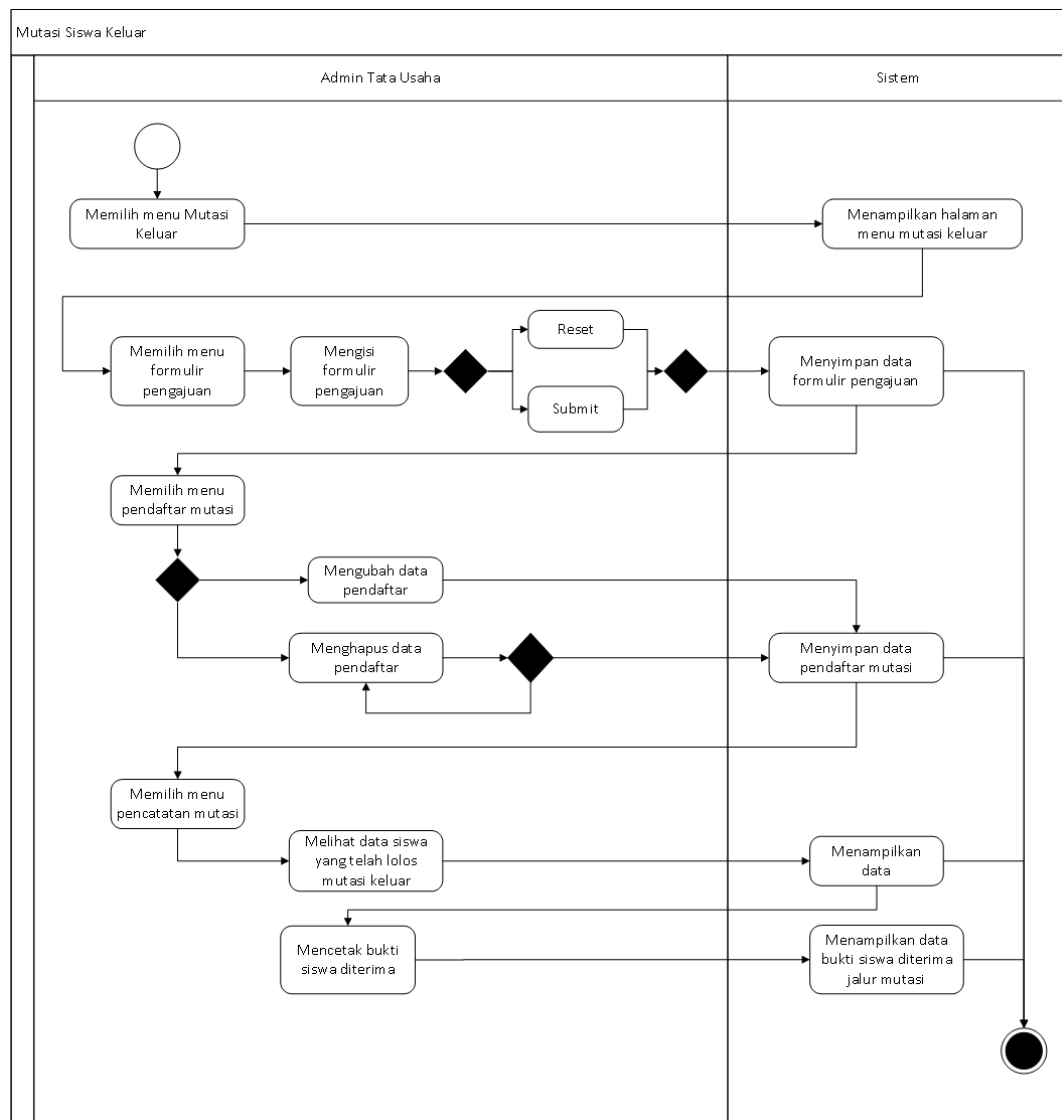 Mutasi Siswa Keluar
Admin Tata Usaha
Sistem
Memilih menu Mutasi
Keluar
Menampilkan halaman
menu mutasi keluar
Memilih menu
formulir
pengajuan
Mengisi
formulir
pengajuan
Reset
Submit
Menyimpan data
formulir pengajuan
Memilih menu
pendaftar mutasi
Mengubah data
pendaftar
Menghapus data
pendaftar
Menyimpan data
pendaftar mutasi
Memilih menu
pencatatan mutasi
Melihat data siswa
yang telah lolos
mutasi keluar
Menampilkan
data
Mencetak bukti
siswa diterima
Menampilkan data
bukti siswa diterima
jalur mutasi